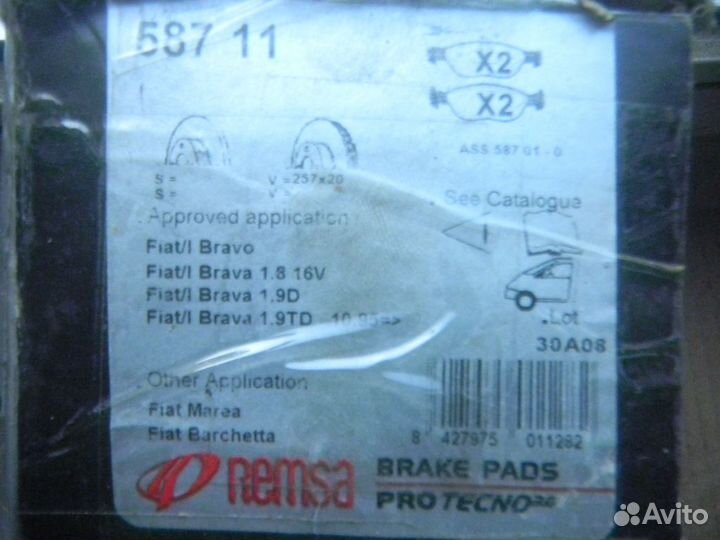 587 11
X2
X2
ASS 587 01 - 0
S = V = 257x20
S = V =
See Catalogue
Approved application
Fiat/I Bravo
Fiat/I Brava 1.8 16V
Fiat/I Brava 1.9D
Fiat/I Brava 1.9TD 10.95=>
.Lot
30A08
Other Application
Fiat Marea
Fiat Barchetta
8 427975 011282
remsa
BRAKE PADS
PROTECNO
Avito